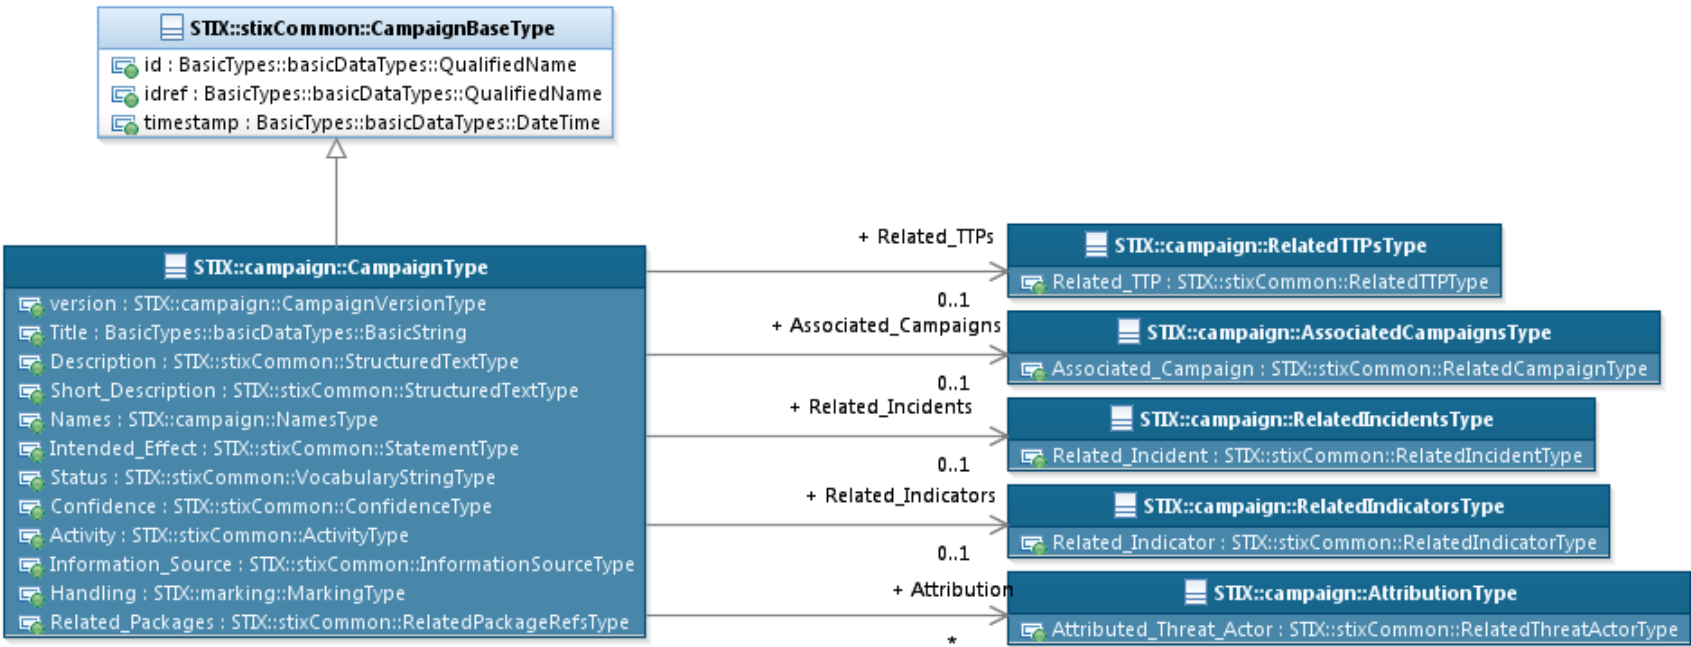 STIX::stixCommon::CampaignBaseType
id : BasicTypes::basicDataTypes::QualifiedName
idref : BasicTypes::basicDataTypes::QualifiedName
timestamp : BasicTypes::basicDataTypes::DateTime
STIX::campaign::CampaignType
version : STIX::campaign::CampaignVersionType
Title : BasicTypes::basicDataTypes::BasicString
Description : STIX::stixCommon::StructuredTextType
Short_Description : STIX::stixCommon::StructuredTextType
Names : STIX::campaign::NamesType
Intended_Effect : STIX::stixCommon::StatementType
Status : STIX::stixCommon::VocabularyStringType
Confidence : STIX::stixCommon::ConfidenceType
Activity : STIX::stixCommon::ActivityType
Information_Source : STIX::stixCommon::InformationSourceType
Handling : STIX::marking::MarkingType
Related_Packages : STIX::stixCommon::RelatedPackageRefsType
+ Related_TTPs
0..1
STIX::campaign::RelatedTTPsType
Related_TTP : STIX::stixCommon::RelatedTTPType
+ Associated_Campaigns
0..1
STIX::campaign::AssociatedCampaignsType
Associated_Campaign : STIX::stixCommon::RelatedCampaignType
+ Related_Incidents
0..1
STIX::campaign::RelatedIncidentsType
Related_Incident : STIX::stixCommon::RelatedIncidentType
+ Related_Indicators
0..1
STIX::campaign::RelatedIndicatorsType
Related_Indicator : STIX::stixCommon::RelatedIndicatorType
+ Attribution
*
STIX::campaign::AttributionType
Attributed_Threat_Actor : STIX::stixCommon::RelatedThreatActorType